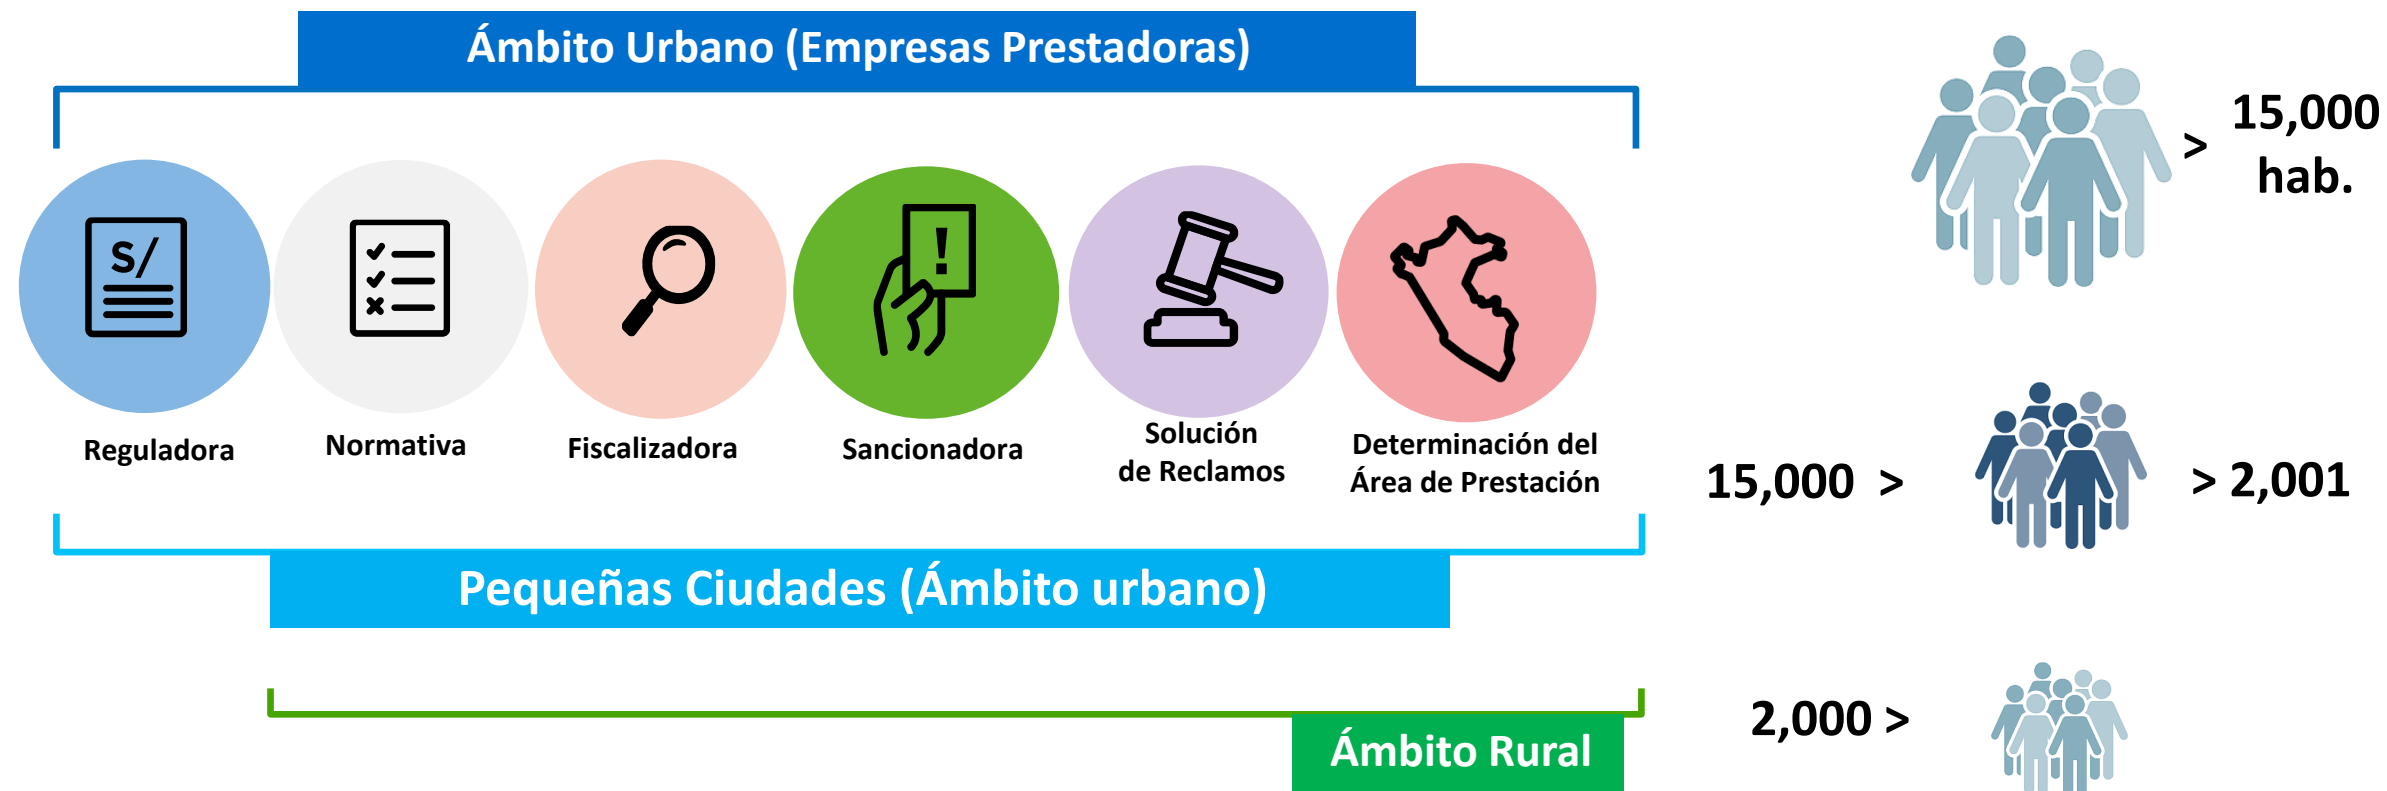 Ámbito Urbano (Empresas Prestadoras)
S/
!
Reguladora
Normativa
Fiscalizadora
Sancionadora
Solución
de Reclamos
Determinación del
Área de Prestación
Pequeñas Ciudades (Ámbito urbano)
Ámbito Rural
> 15,000
hab.
15,000 > > 2,001
2,000 >